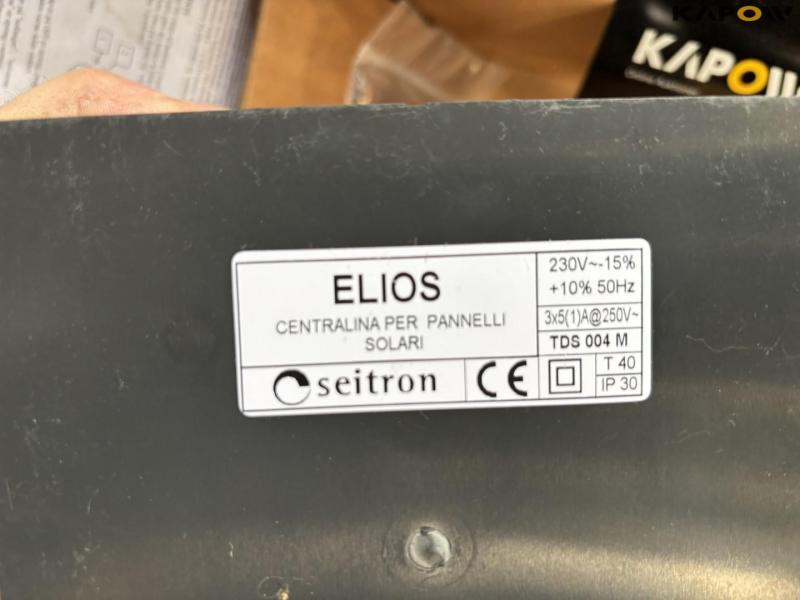 KAPOW
KAPOW
ELIOS
CENTRALINA PER PANNELLI
SOLARI
seitron
CE
230V~-15%
+10% 50Hz
3x5(1)A@250V~
TDS 004 M
T 40
IP 30